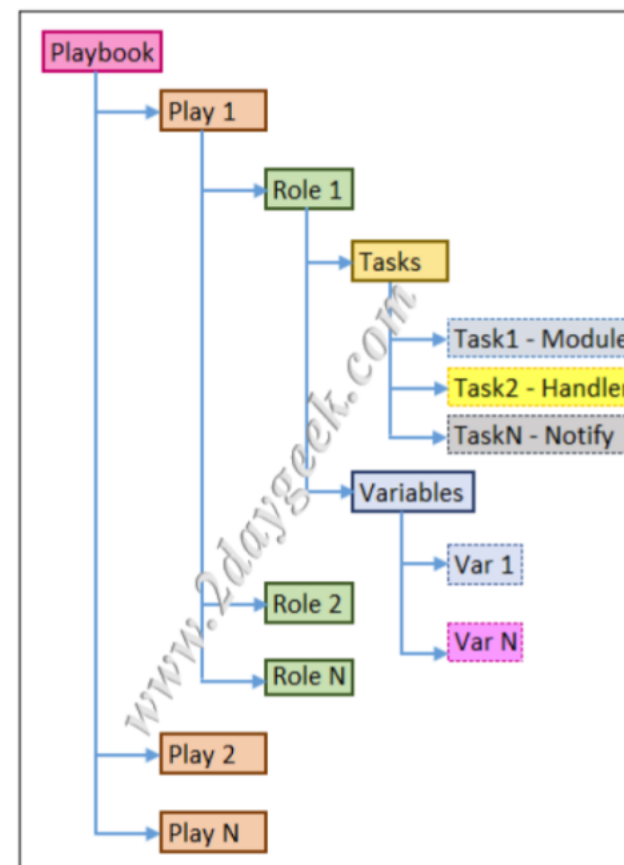 Playbook
Play 1
Role 1
Tasks
Task1 - Module
Task2 - Handler
TaskN - Notify
Variables
Var 1
Role 2
Var N
Role N
Play 2
Play N
www.2daygeek.com